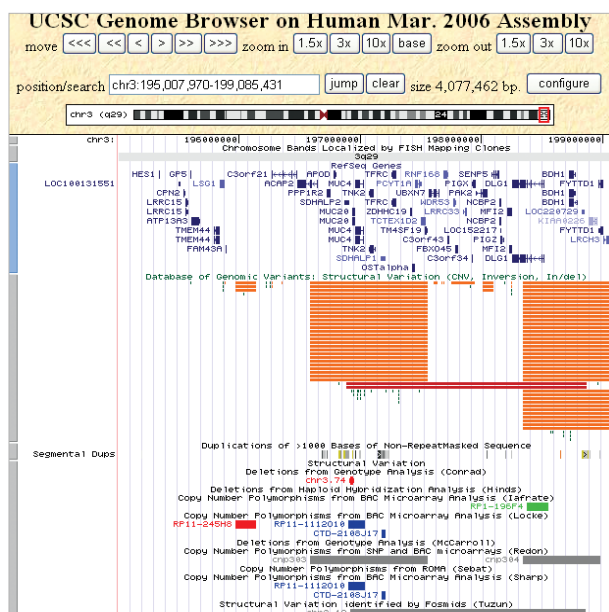 UCSC Genome Browser on Human Mar. 2006 Assembly
move <<< << < > >> >>> zoom in 1.5x 3x 10x base zoom out 1.5x 3x 10x
position/search chr3:195,007,970-199,085,431 jump clear size 4,077,462 bp. configure
chr3 (q29) 24 29
chr3: 196000000 197000000 198000000 199000000
Chromosome Bands Localized by FISH Mapping Clones
3q29
RefSeq Genes
HES1 GP5 C3orf21 APOD TFRC RNF168 SENP5 BDH1
LOC100131551 LSG1 ACAP2 MUC4 PCYT1A PIGX DLG1 FYTTD1
CPN2 PPP1R2 TNK2 UBXN7 PAK2 BDH1
LRRC15 SDHALP2 TFRC WDR53 NCBP2 BDH1
LRRC15 MUC20 ZDHHC19 LRRC33 MFI2 LOC220729
ATP13A3 MUC20 TCTEX1D2 NCBP2 KIAA0226
TMEM44 MUC4 TM4SF19 LOC152217 FYTTD1
TMEM44 MUC4 C3orf43 PIGZ LRCH3
FAM43A TNK2 FBXO45 MFI2
SDHALP1 C3orf34 DLG1
OSTalpha
Database of Genomic Variants: Structural Variation (CNV, Inversion, In/del)
Duplications of >1000 Bases of Non-RepeatMasked Sequence
Segmental Dups
Structural Variation
Deletions from Genotype Analysis (Conrad)
chr3.74
Deletions from Haploid Hybridization Analysis (Hinds)
Copy Number Polymorphisms from BAC Microarray Analysis (Iafrate)
RP1-196F4
Copy Number Polymorphisms from BAC Microarray Analysis (Locke)
RP11-245H8 RP11-1112O10
CTD-2108J17
Deletions from Genotype Analysis (McCarroll)
Copy Number Polymorphisms from SNP and BAC microarrays (Redon)
cnp303 cnp304
Copy Number Polymorphisms from ROMA (Sebat)
Copy Number Polymorphisms from BAC Microarray Analysis (Sharp)
RP11-1112O10
CTD-2108J17
Structural Variation identified by Fosmids (Tuzun)